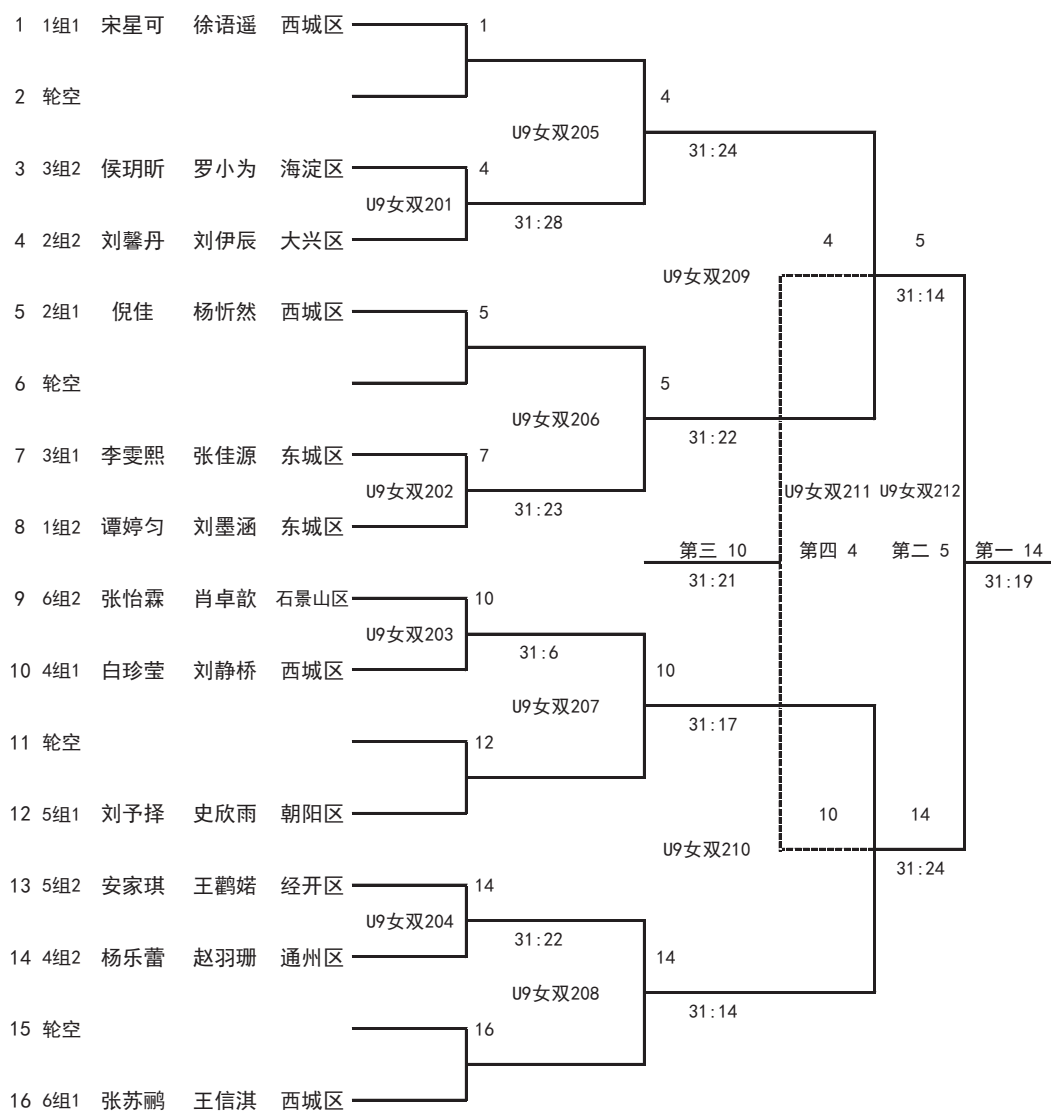 1 1组1 宋星可 徐语遥 西城区
1
2 轮空
4
U9女双205
31:24
3 3组2 侯玥昕 罗小为 海淀区
4
U9女双201
31:28
4 2组2 刘馨丹 刘伊辰 大兴区
4 5
U9女双209
31:14
5 2组1 倪佳 杨忻然 西城区
5
6 轮空
5
U9女双206
31:22
7 3组1 李雯熙 张佳源 东城区
7
U9女双202
31:23
U9女双211 U9女双212
8 1组2 谭婷匀 刘墨涵 东城区
第三 10 第四 4 第二 5 第一 14
31:21 31:19
9 6组2 张怡霖 肖卓歆 石景山区
10
U9女双203
31:6
10 4组1 白珍莹 刘静桥 西城区
10
U9女双207
31:17
11 轮空
12
12 5组1 刘予择 史欣雨 朝阳区
10 14
U9女双210
31:24
13 5组2 安家琪 王鹳婼 经开区
14
U9女双204
31:22
14 4组2 杨乐蕾 赵羽珊 通州区
14
U9女双208
31:14
15 轮空
16
16 6组1 张苏鹂 王信淇 西城区